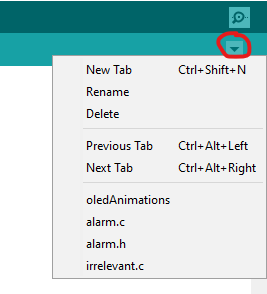 New Tab Ctrl+Shift+N
Rename
Delete
Previous Tab Ctrl+Alt+Left
Next Tab Ctrl+Alt+Right
oledAnimations
alarm.c
alarm.h
irrelevant.c